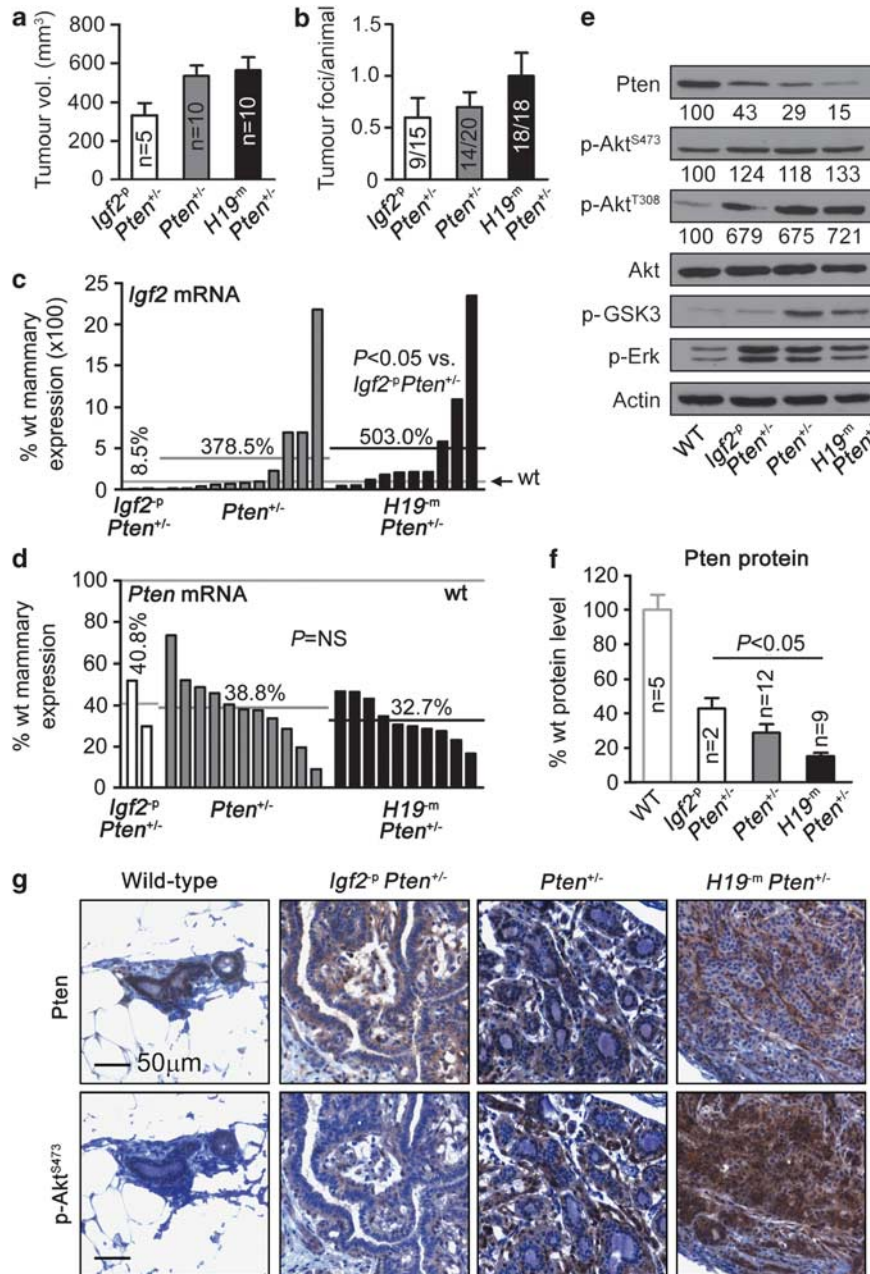 a
Tumour vol. (mm³)
800
600
400
200
0
n=5
n=10
n=10
Igf2⁻ᵖ Pten⁺/⁻
Pten⁺/⁻
H19⁻ᵐ Pten⁺/⁻
b
Tumour foci/animal
1.5
1.0
0.5
0
9/15
14/20
18/18
Igf2⁻ᵖ Pten⁺/⁻
Pten⁺/⁻
H19⁻ᵐ Pten⁺/⁻
c
Igf2 mRNA
% wt mammary expression (x100)
25
20
15
10
5
0
8.5%
378.5%
P<0.05 vs.
Igf2⁻ᵖPten⁺/⁻
503.0%
wt
Igf2⁻ᵖ Pten⁺/⁻
Pten⁺/⁻
H19⁻ᵐ Pten⁺/⁻
d
Pten mRNA
wt
% wt mammary expression
100
80
60
40
20
0
40.8%
38.8%
P=NS
32.7%
Igf2⁻ᵖ Pten⁺/⁻
Pten⁺/⁻
H19⁻ᵐ Pten⁺/⁻
e
Pten
100 43 29 15
p-Aktˢ⁴⁷³
100 124 118 133
p-Aktᵀ³⁰⁸
100 679 675 721
Akt
p-GSK3
p-Erk
Actin
WT
Igf2⁻ᵖ Pten⁺/⁻
Pten⁺/⁻
H19⁻ᵐ
f
Pten protein
% wt protein level
120
100
80
60
40
20
0
P<0.05
n=5
n=2
n=12
n=9
WT
Igf2⁻ᵖ Pten⁺/⁻
Pten⁺/⁻
H19⁻ᵐ Pten⁺/⁻
g
Wild-type
Igf2⁻ᵖ Pten⁺/⁻
Pten⁺/⁻
H19⁻ᵐ Pten⁺/⁻
Pten
50µm
p-Aktˢ⁴⁷³